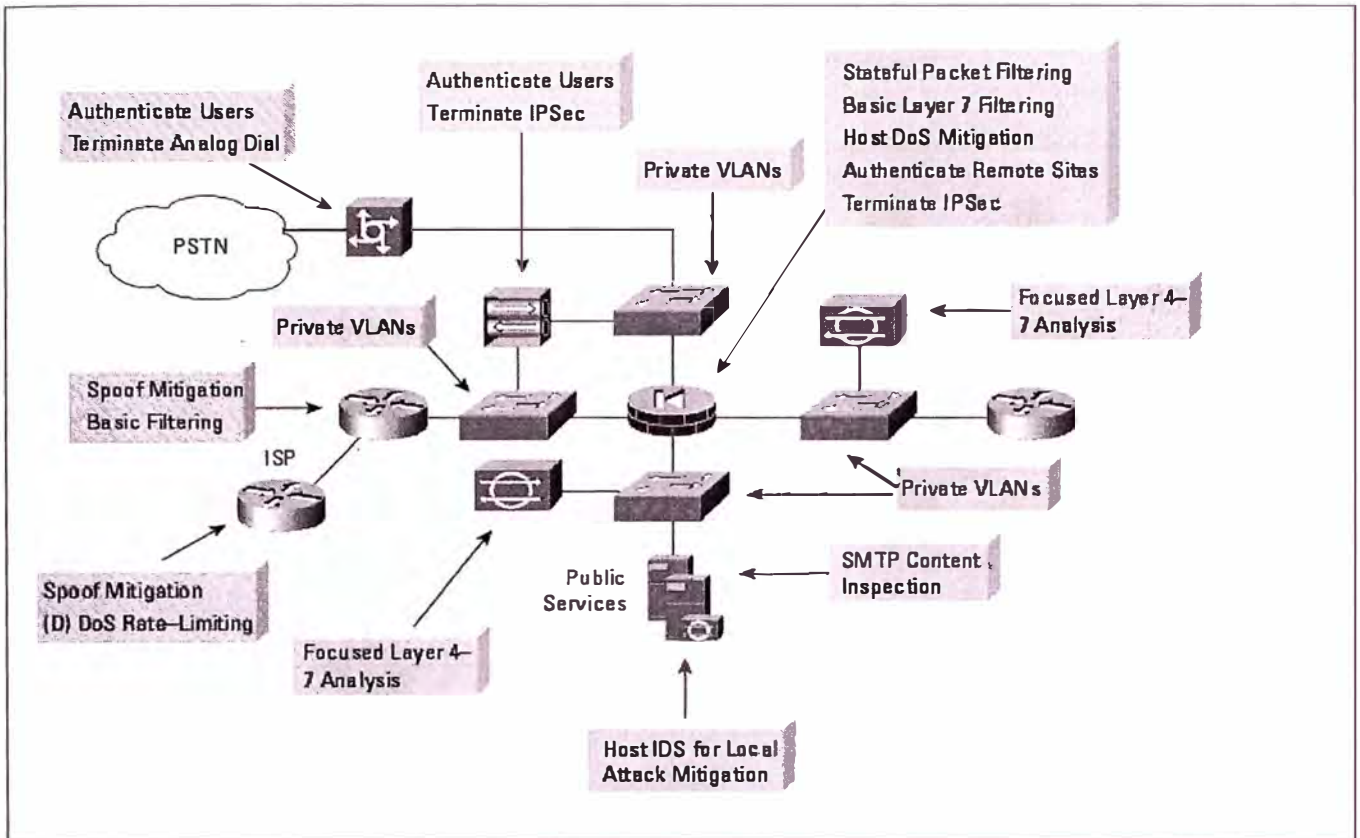 Authenticate Users
Terminate Analog Dial
Authenticate Users
Terminate IPSec
Private VLANs
Stateful Packet Filtering
Basic Layer 7 Filtering
Host DoS Mitigation
Authenticate Remote Sites
Terminate IPSec
PSTN
Private VLANs
Focused Layer 4–
7 Analysis
Spoof Mitigation
Basic Filtering
ISP
Private VLANs
Spoof Mitigation
(D) DoS Rate–Limiting
Focused Layer 4–
7 Analysis
Public
Services
SMTP Content
Inspection
Host IDS for Local
Attack Mitigation